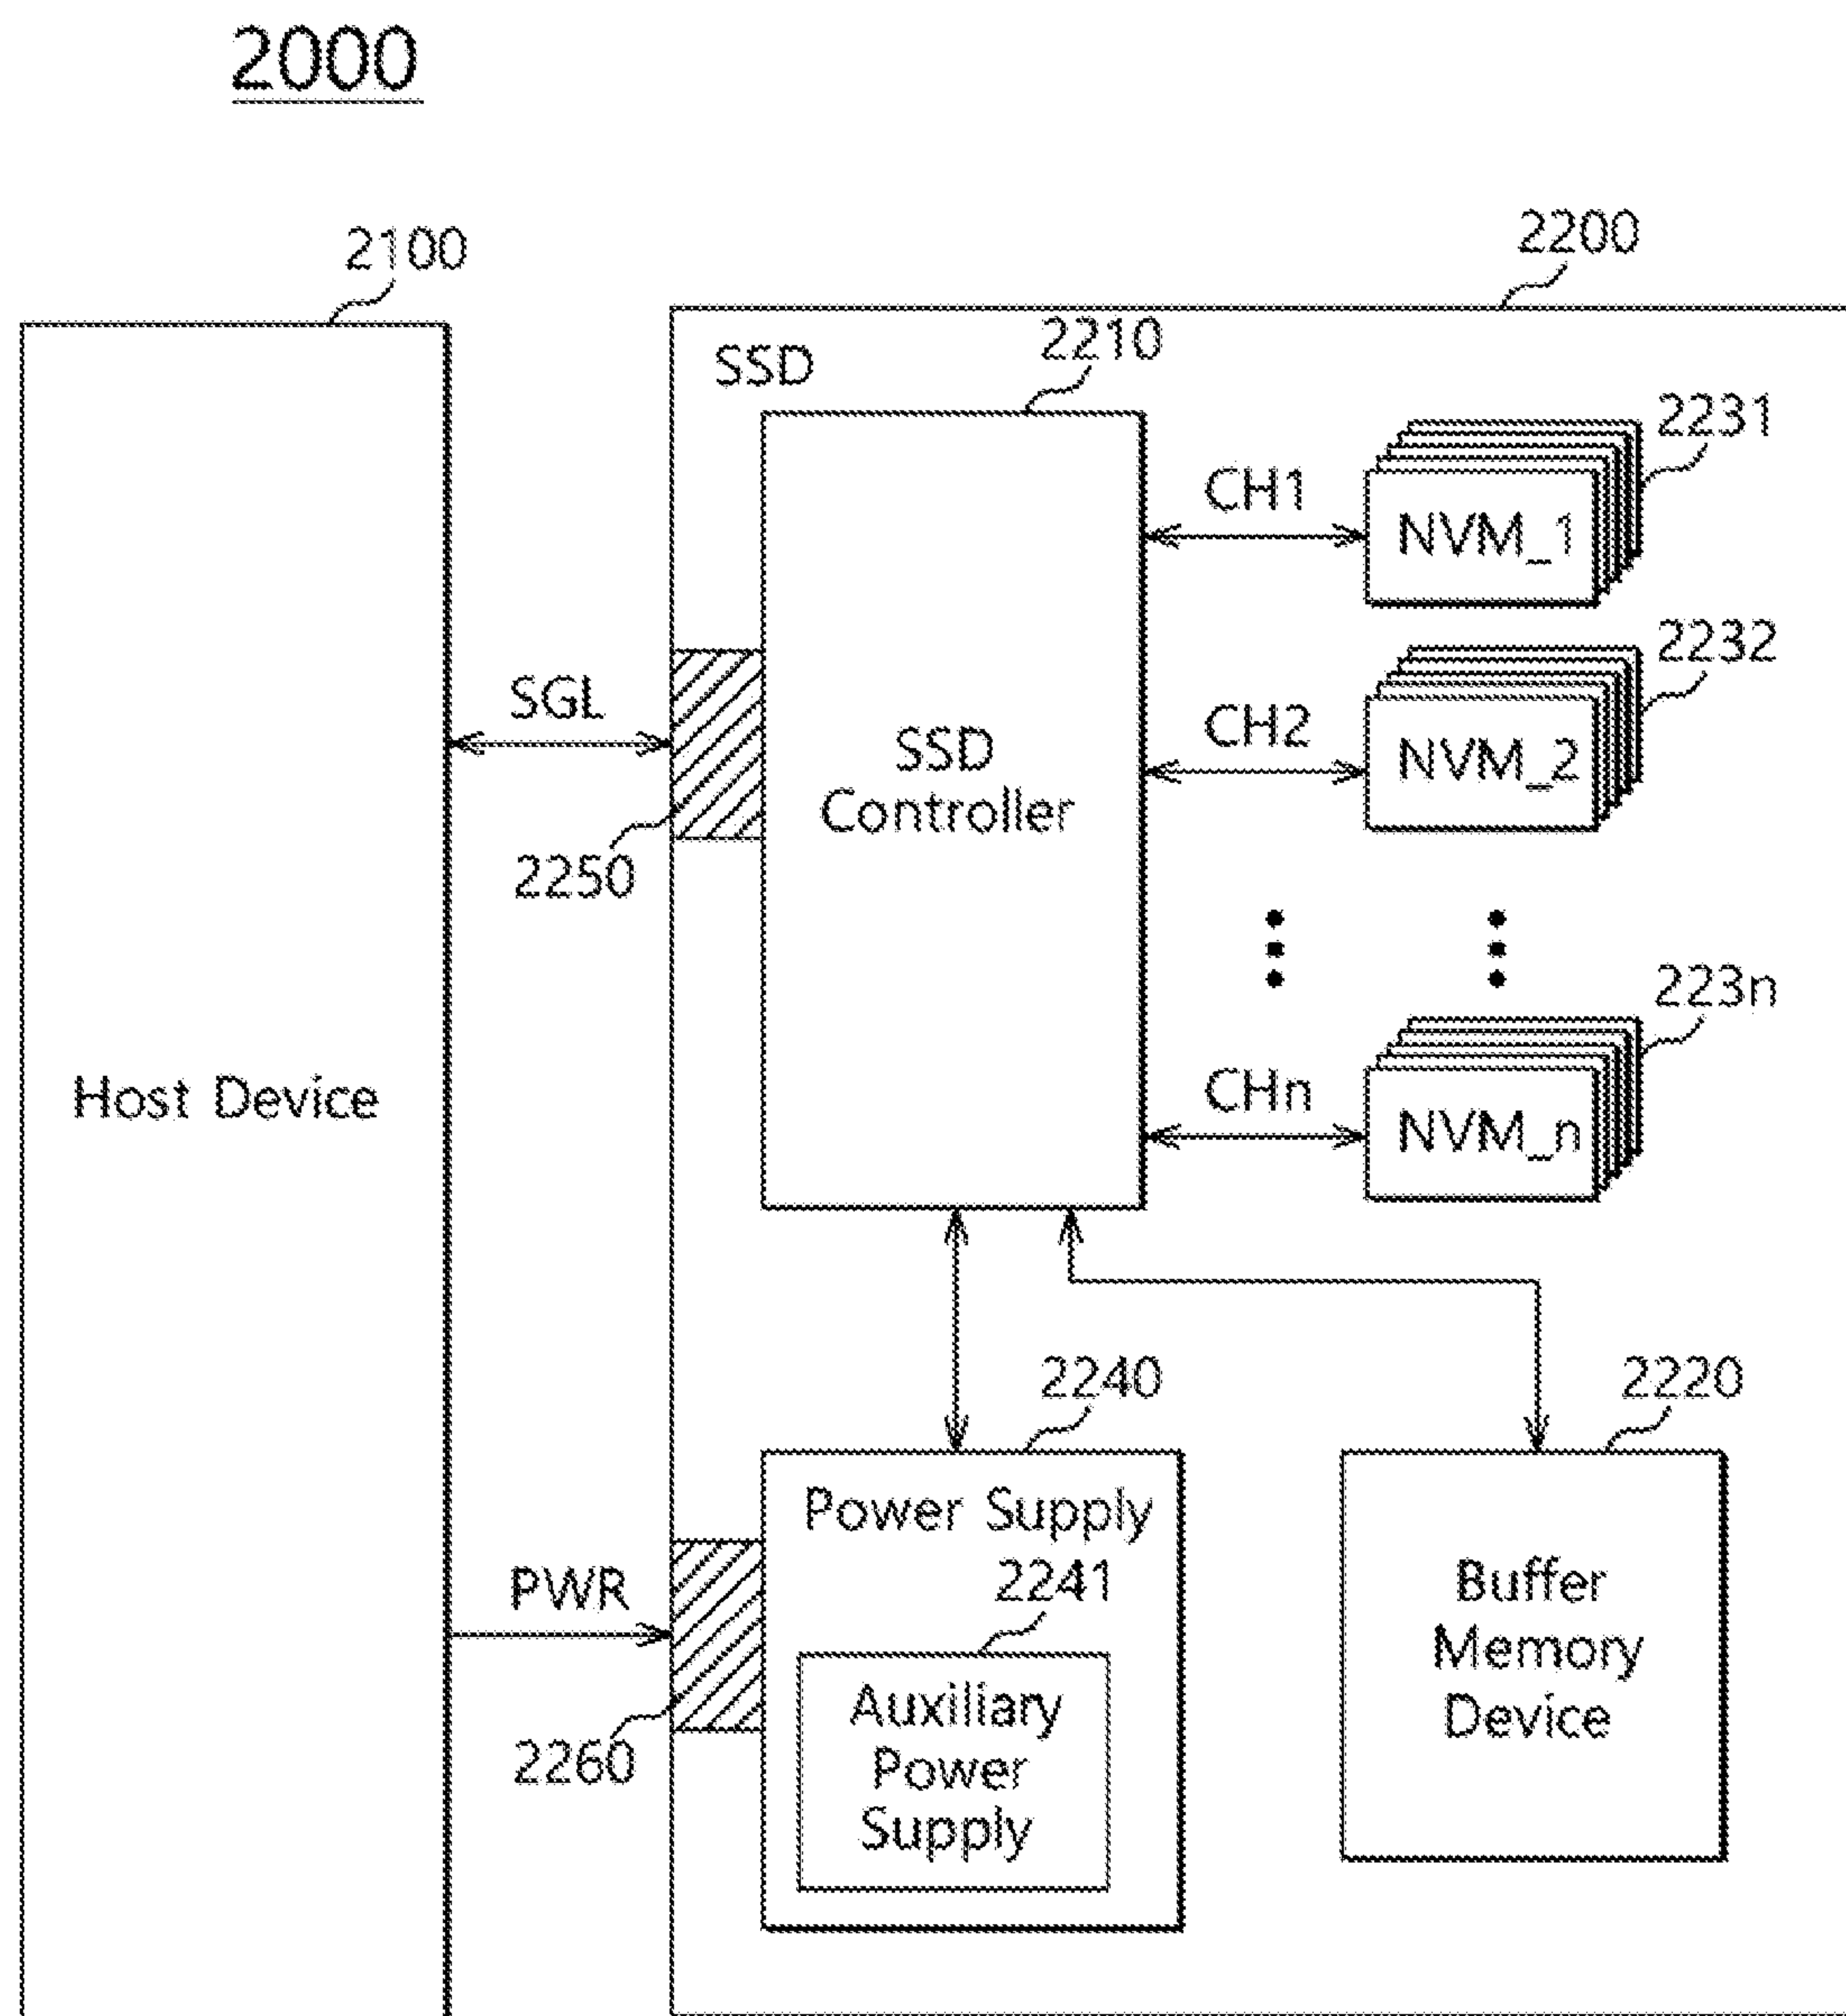 2000
2100
2200
SSD
2210
2231
CH1
NVM_1
2232
SGL
CH2
NVM_2
SSD
Controller
2250
223n
Host Device
CHn
NVM_n
2240
2220
Power Supply
2241
PWR
Buffer
Memory
Device
Auxiliary
Power
Supply
2260